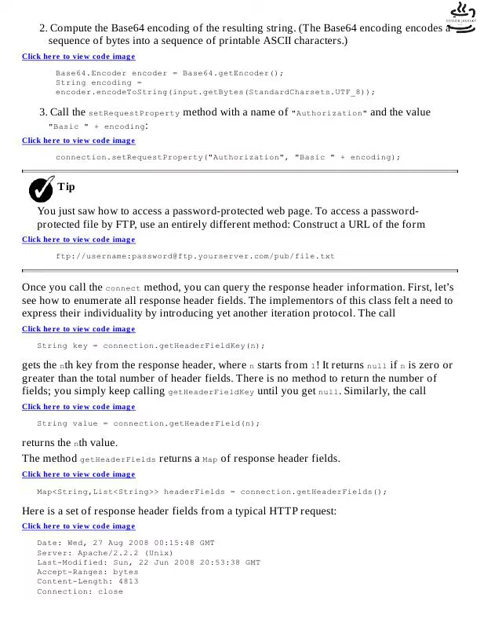 2. Compute the Base64 encoding of the resulting string. (The Base64 encoding encodes a
sequence of bytes into a sequence of printable ASCII characters.)
Click here to view code image
Base64.Encoder encoder = Base64.getEncoder();
String encoding =
encoder.encodeToString(input.getBytes(StandardCharsets.UTF_8));
3. Call the setRequestProperty method with a name of "Authorization" and the value
"Basic " + encoding:
Click here to view code image
connection.setRequestProperty("Authorization", "Basic " + encoding);
Tip
You just saw how to access a password-protected web page. To access a password-
protected file by FTP, use an entirely different method: Construct a URL of the form
Click here to view code image
ftp://username:password@ftp.yourserver.com/pub/file.txt
Once you call the connect method, you can query the response header information. First, let's
see how to enumerate all response header fields. The implementors of this class felt a need to
express their individuality by introducing yet another iteration protocol. The call
Click here to view code image
String key = connection.getHeaderFieldKey(n);
gets the nth key from the response header, where n starts from 1! It returns null if n is zero or
greater than the total number of header fields. There is no method to return the number of
fields; you simply keep calling getHeaderFieldKey until you get null. Similarly, the call
Click here to view code image
String value = connection.getHeaderField(n);
returns the nth value.
The method getHeaderFields returns a Map of response header fields.
Click here to view code image
Map<String,List<String>> headerFields = connection.getHeaderFields();
Here is a set of response header fields from a typical HTTP request:
Click here to view code image
Date: Wed, 27 Aug 2008 00:15:48 GMT
Server: Apache/2.2.2 (Unix)
Last-Modified: Sun, 22 Jun 2008 20:53:38 GMT
Accept-Ranges: bytes
Content-Length: 4813
Connection: close